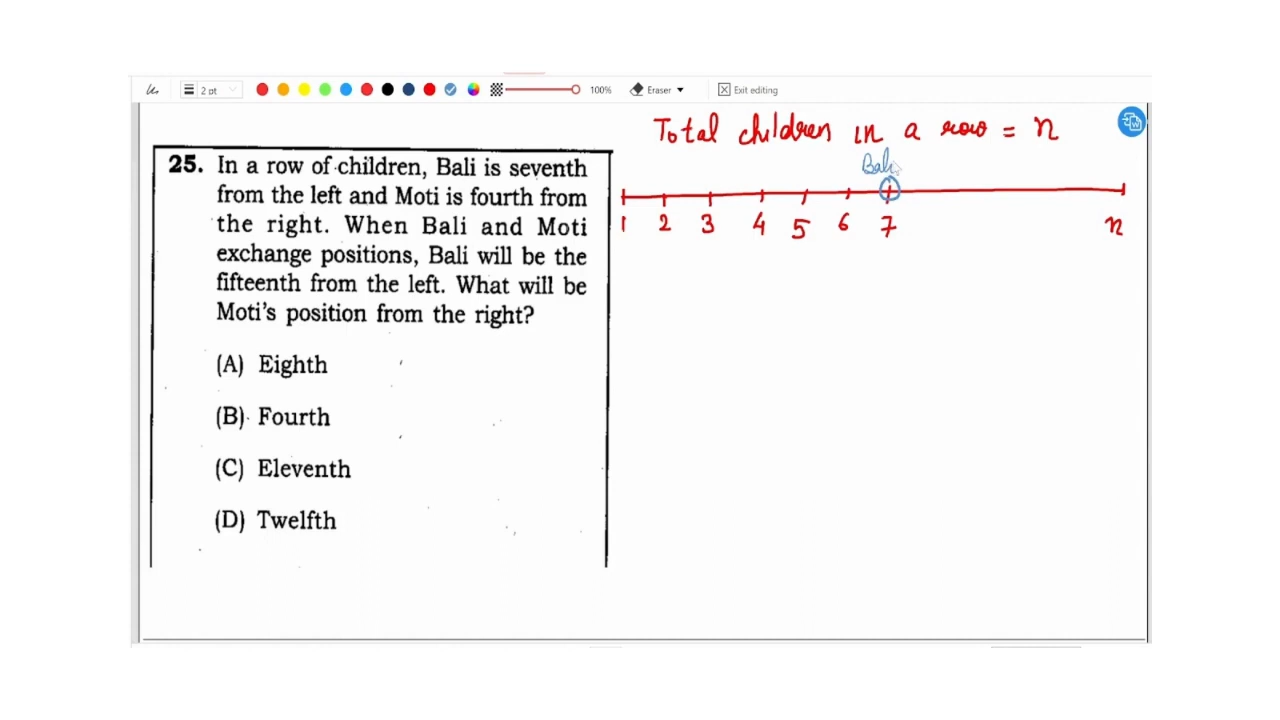 2 pt
100%
Eraser
Exit editing
Total children in a row = n
25. In a row of children, Bali is seventh
from the left and Moti is fourth from
the right. When Bali and Moti
exchange positions, Bali will be the
fifteenth from the left. What will be
Moti's position from the right?
(A) Eighth
(B) Fourth
(C) Eleventh
(D) Twelfth
Bali
1 2 3 4 5 6 7 n